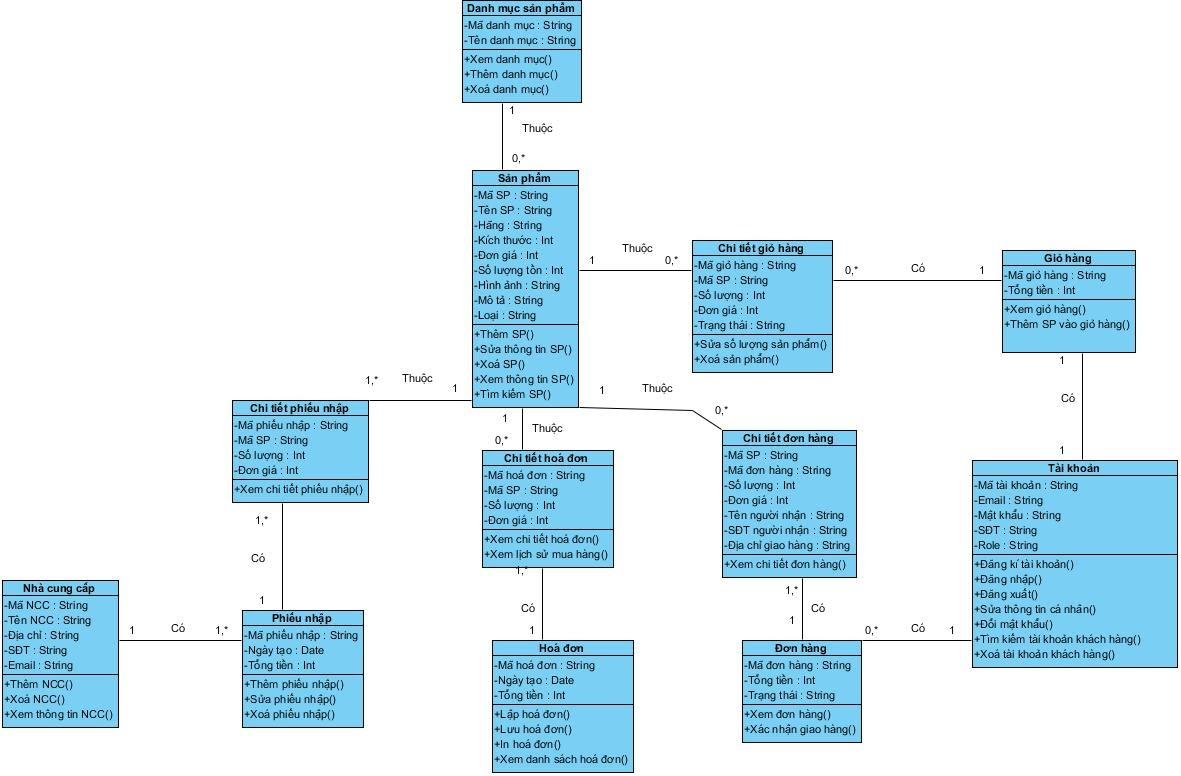 Danh mục sản phẩm
-Mã danh mục : String
-Tên danh mục : String
+Xem danh mục()
+Thêm danh mục()
+Xoá danh mục()
1
Thuộc
0,*
Sản phẩm
-Mã SP : String
-Tên SP : String
-Hãng : String
-Kích thước : Int
-Đơn giá : Int
-Số lượng tồn : Int
-Hình ảnh : String
-Mô tả : String
-Loại : String
+Thêm SP()
+Sửa thông tin SP()
+Xoá SP()
+Xem thông tin SP()
+Tìm kiếm SP()
1
Thuộc
0,*
Chi tiết giỏ hàng
-Mã giỏ hàng : String
-Mã SP : String
-Số lượng : Int
-Đơn giá : Int
-Trạng thái : String
+Sửa số lượng sản phẩm()
+Xoá sản phẩm()
0,*
Có
1
Giỏ hàng
-Mã giỏ hàng : String
-Tổng tiền : Int
+Xem giỏ hàng()
+Thêm SP vào giỏ hàng()
1
Có
1
1,*
Thuộc
1
Chi tiết phiếu nhập
-Mã phiếu nhập : String
-Mã SP : String
-Số lượng : Int
-Đơn giá : Int
+Xem chi tiết phiếu nhập()
1
Thuộc
0,*
Chi tiết hoá đơn
-Mã hoá đơn : String
-Mã SP : String
-Số lượng : Int
-Đơn giá : Int
+Xem chi tiết hoá đơn()
+Xem lịch sử mua hàng()
1
Thuộc
0,*
Chi tiết đơn hàng
-Mã SP : String
-Mã đơn hàng : String
-Số lượng : Int
-Đơn giá : Int
-Tên người nhận : String
-SĐT người nhận : String
-Địa chỉ giao hàng : String
+Xem chi tiết đơn hàng()
Tài khoản
-Mã tài khoản : String
-Email : String
-Mật khẩu : String
-SĐT : String
-Role : String
+Đăng kí tài khoản()
+Đăng nhập()
+Đăng xuất()
+Sửa thông tin cá nhân()
+Đổi mật khẩu()
+Tìm kiếm tài khoản khách hàng()
+Xoá tài khoản khách hàng()
1,*
Có
1
1,*
Có
1
1,*
Có
1
0,*
Có
1
Nhà cung cấp
-Mã NCC : String
-Tên NCC : String
-Địa chỉ : String
-SĐT : String
-Email : String
+Thêm NCC()
+Xoá NCC()
+Xem thông tin NCC()
1
Có
1,*
Phiếu nhập
-Mã phiếu nhập : String
-Ngày tạo : Date
-Tổng tiền : Int
+Thêm phiếu nhập()
+Sửa phiếu nhập()
+Xoá phiếu nhập()
Hoá đơn
-Mã hoá đơn : String
-Ngày tạo : Date
-Tổng tiền : Int
+Lập hoá đơn()
+Lưu hoá đơn()
+In hoá đơn()
+Xem danh sách hoá đơn()
Đơn hàng
-Mã đơn hàng : String
-Tổng tiền : Int
-Trạng thái : String
+Xem đơn hàng()
+Xác nhận giao hàng()